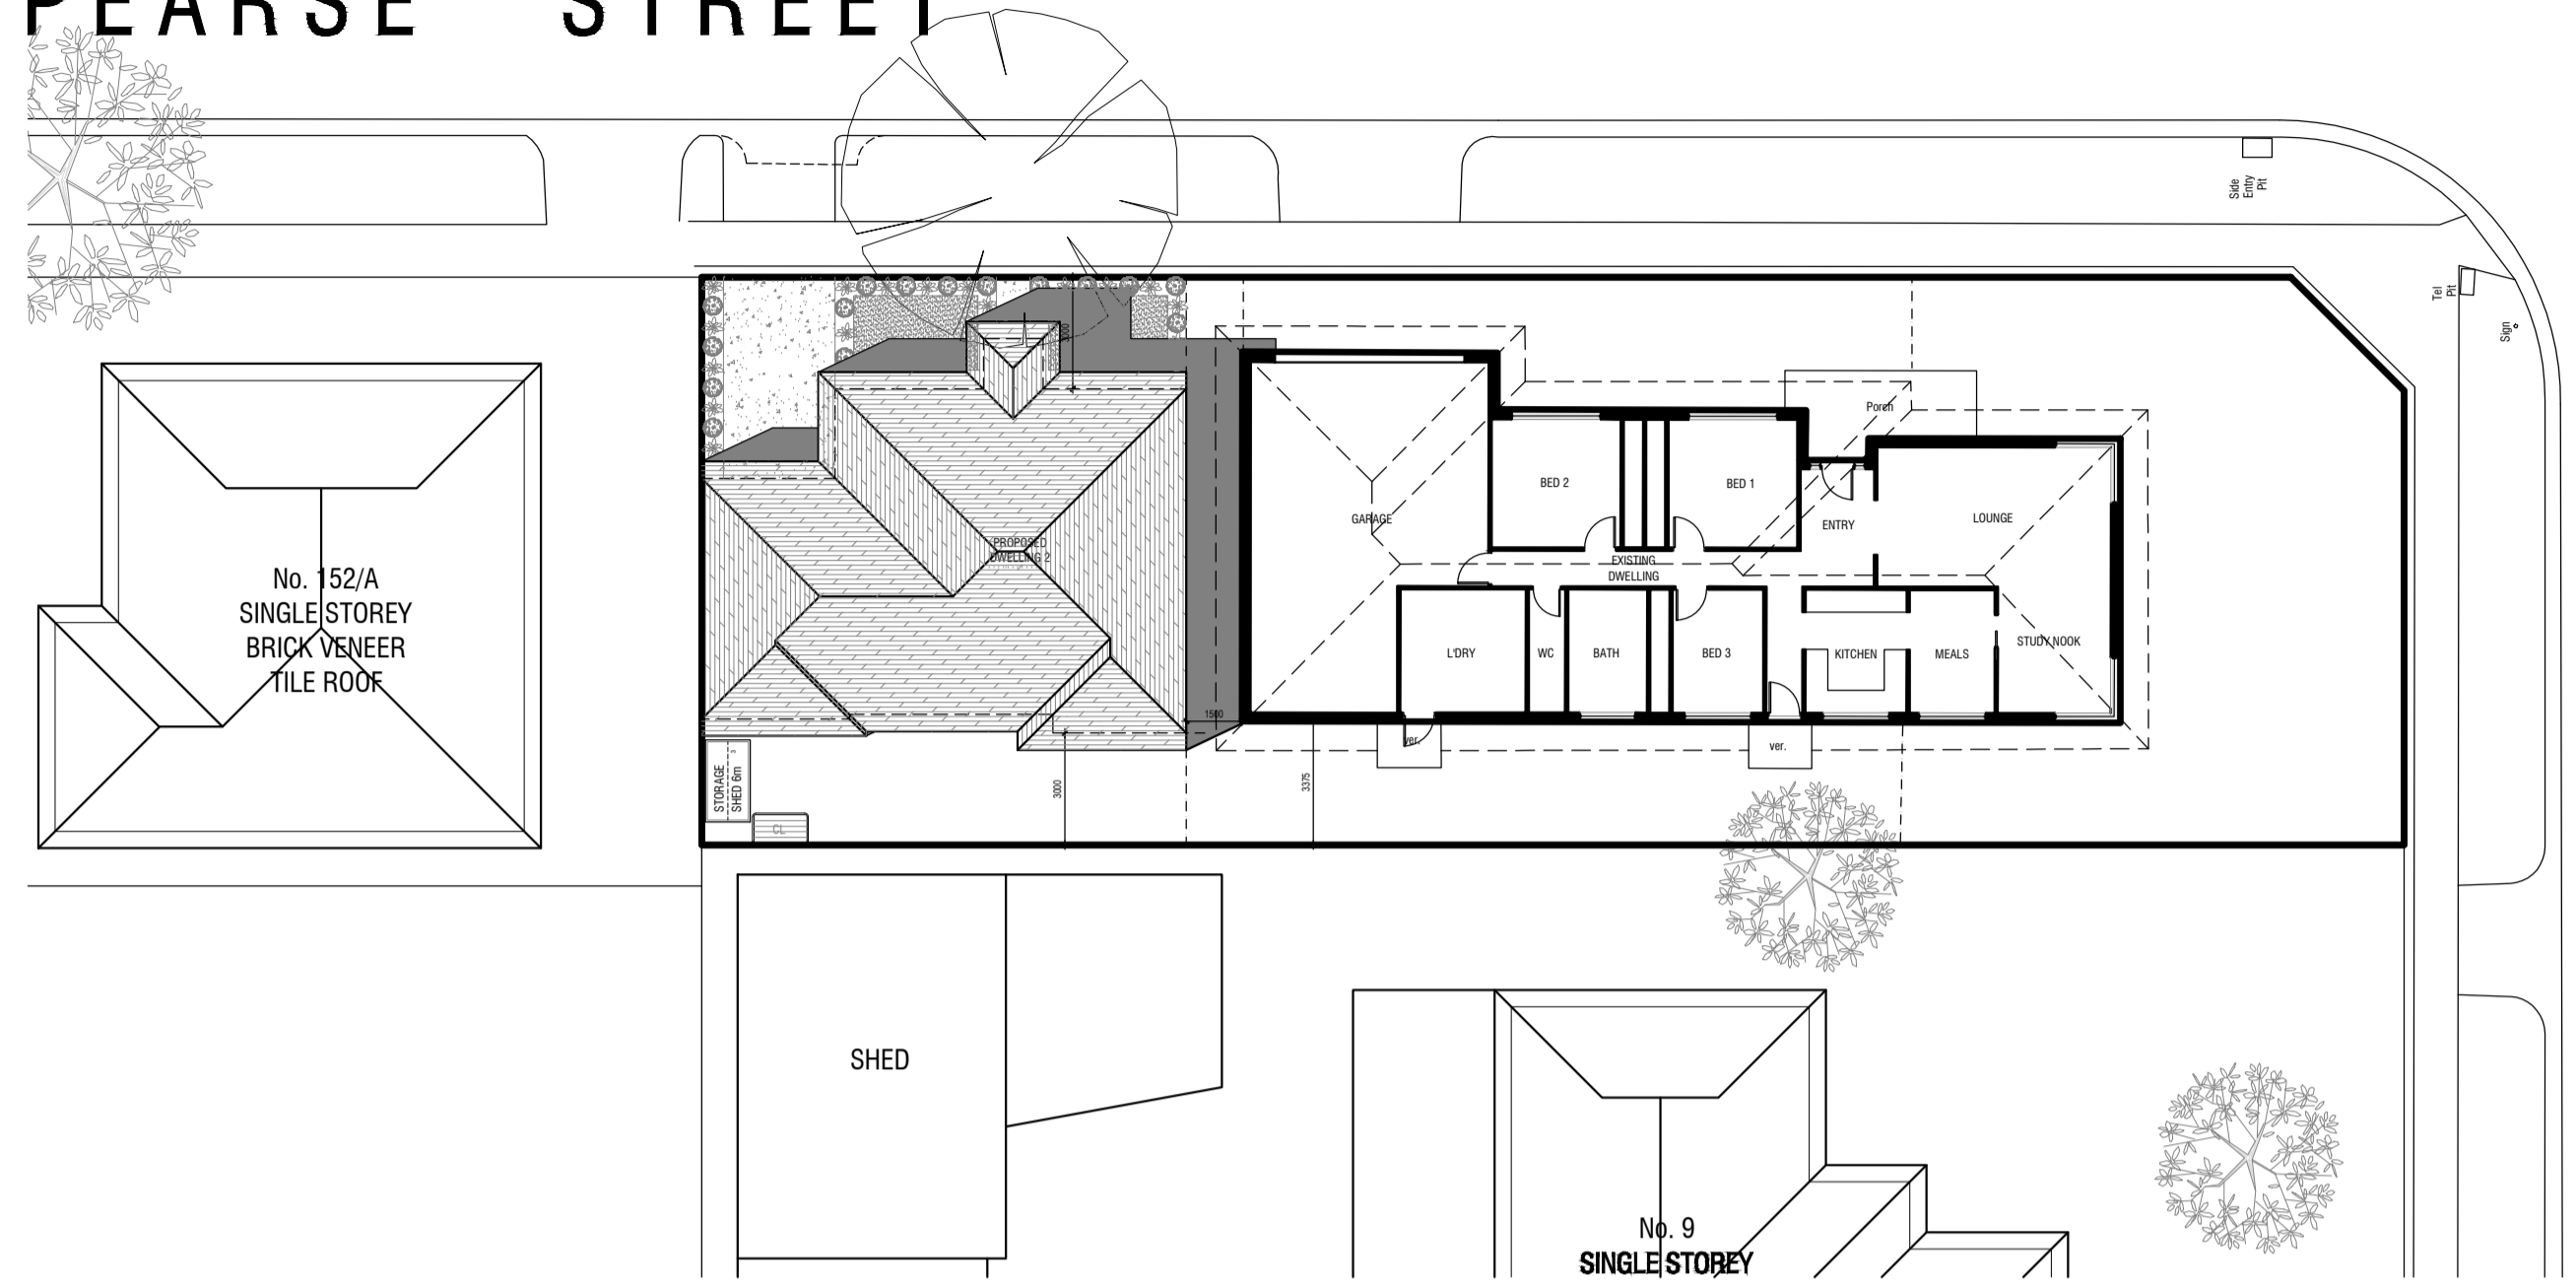 PEARSE STREET
Side
Entry
Pit
Tel
Pit
Sign
Porch
BED 2
BED 1
GARAGE
ENTRY
LOUNGE
PROPOSED
DWELLING 2
EXISTING
DWELLING
No. 152/A
SINGLE STOREY
BRICK VENEER
TILE ROOF
L'DRY
WC
BATH
BED 3
KITCHEN
MEALS
STUDY NOOK
1500
ver.
ver.
STORAGE
SHED 6m
3
3000
3375
CL
SHED
No. 9
SINGLE STOREY